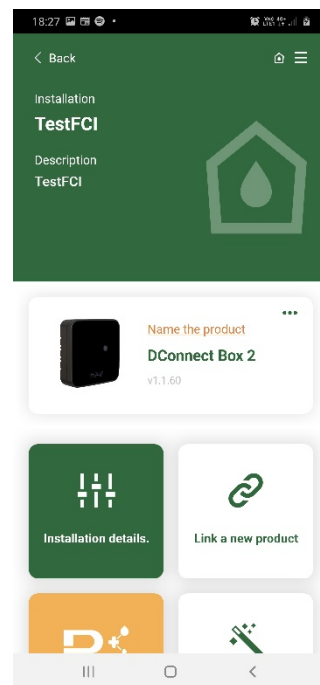 18:27
Back
Installation
TestFCI
Description
TestFCI
Name the product
DConnect Box 2
v1.1.60
Installation details.
Link a new product